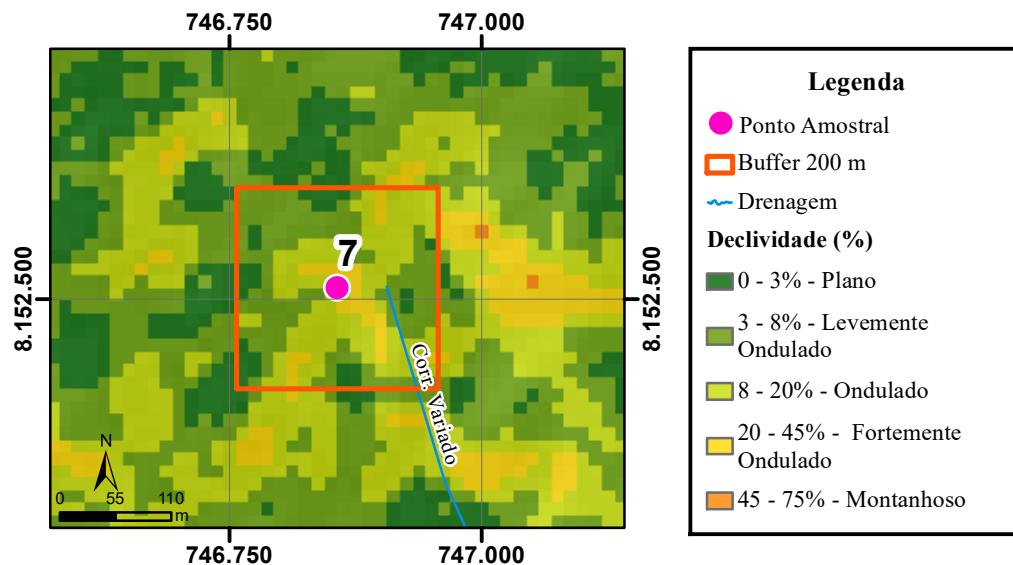 746.750 747.000
8.152.500
7
Corr. Variado
N
0 55 110
m
8.152.500
746.750 747.000
Legenda
Ponto Amostral
Buffer 200 m
Drenagem
Declividade (%)
0 - 3% - Plano
3 - 8% - Levemente
Ondulado
8 - 20% - Ondulado
20 - 45% - Fortemente
Ondulado
45 - 75% - Montanhoso